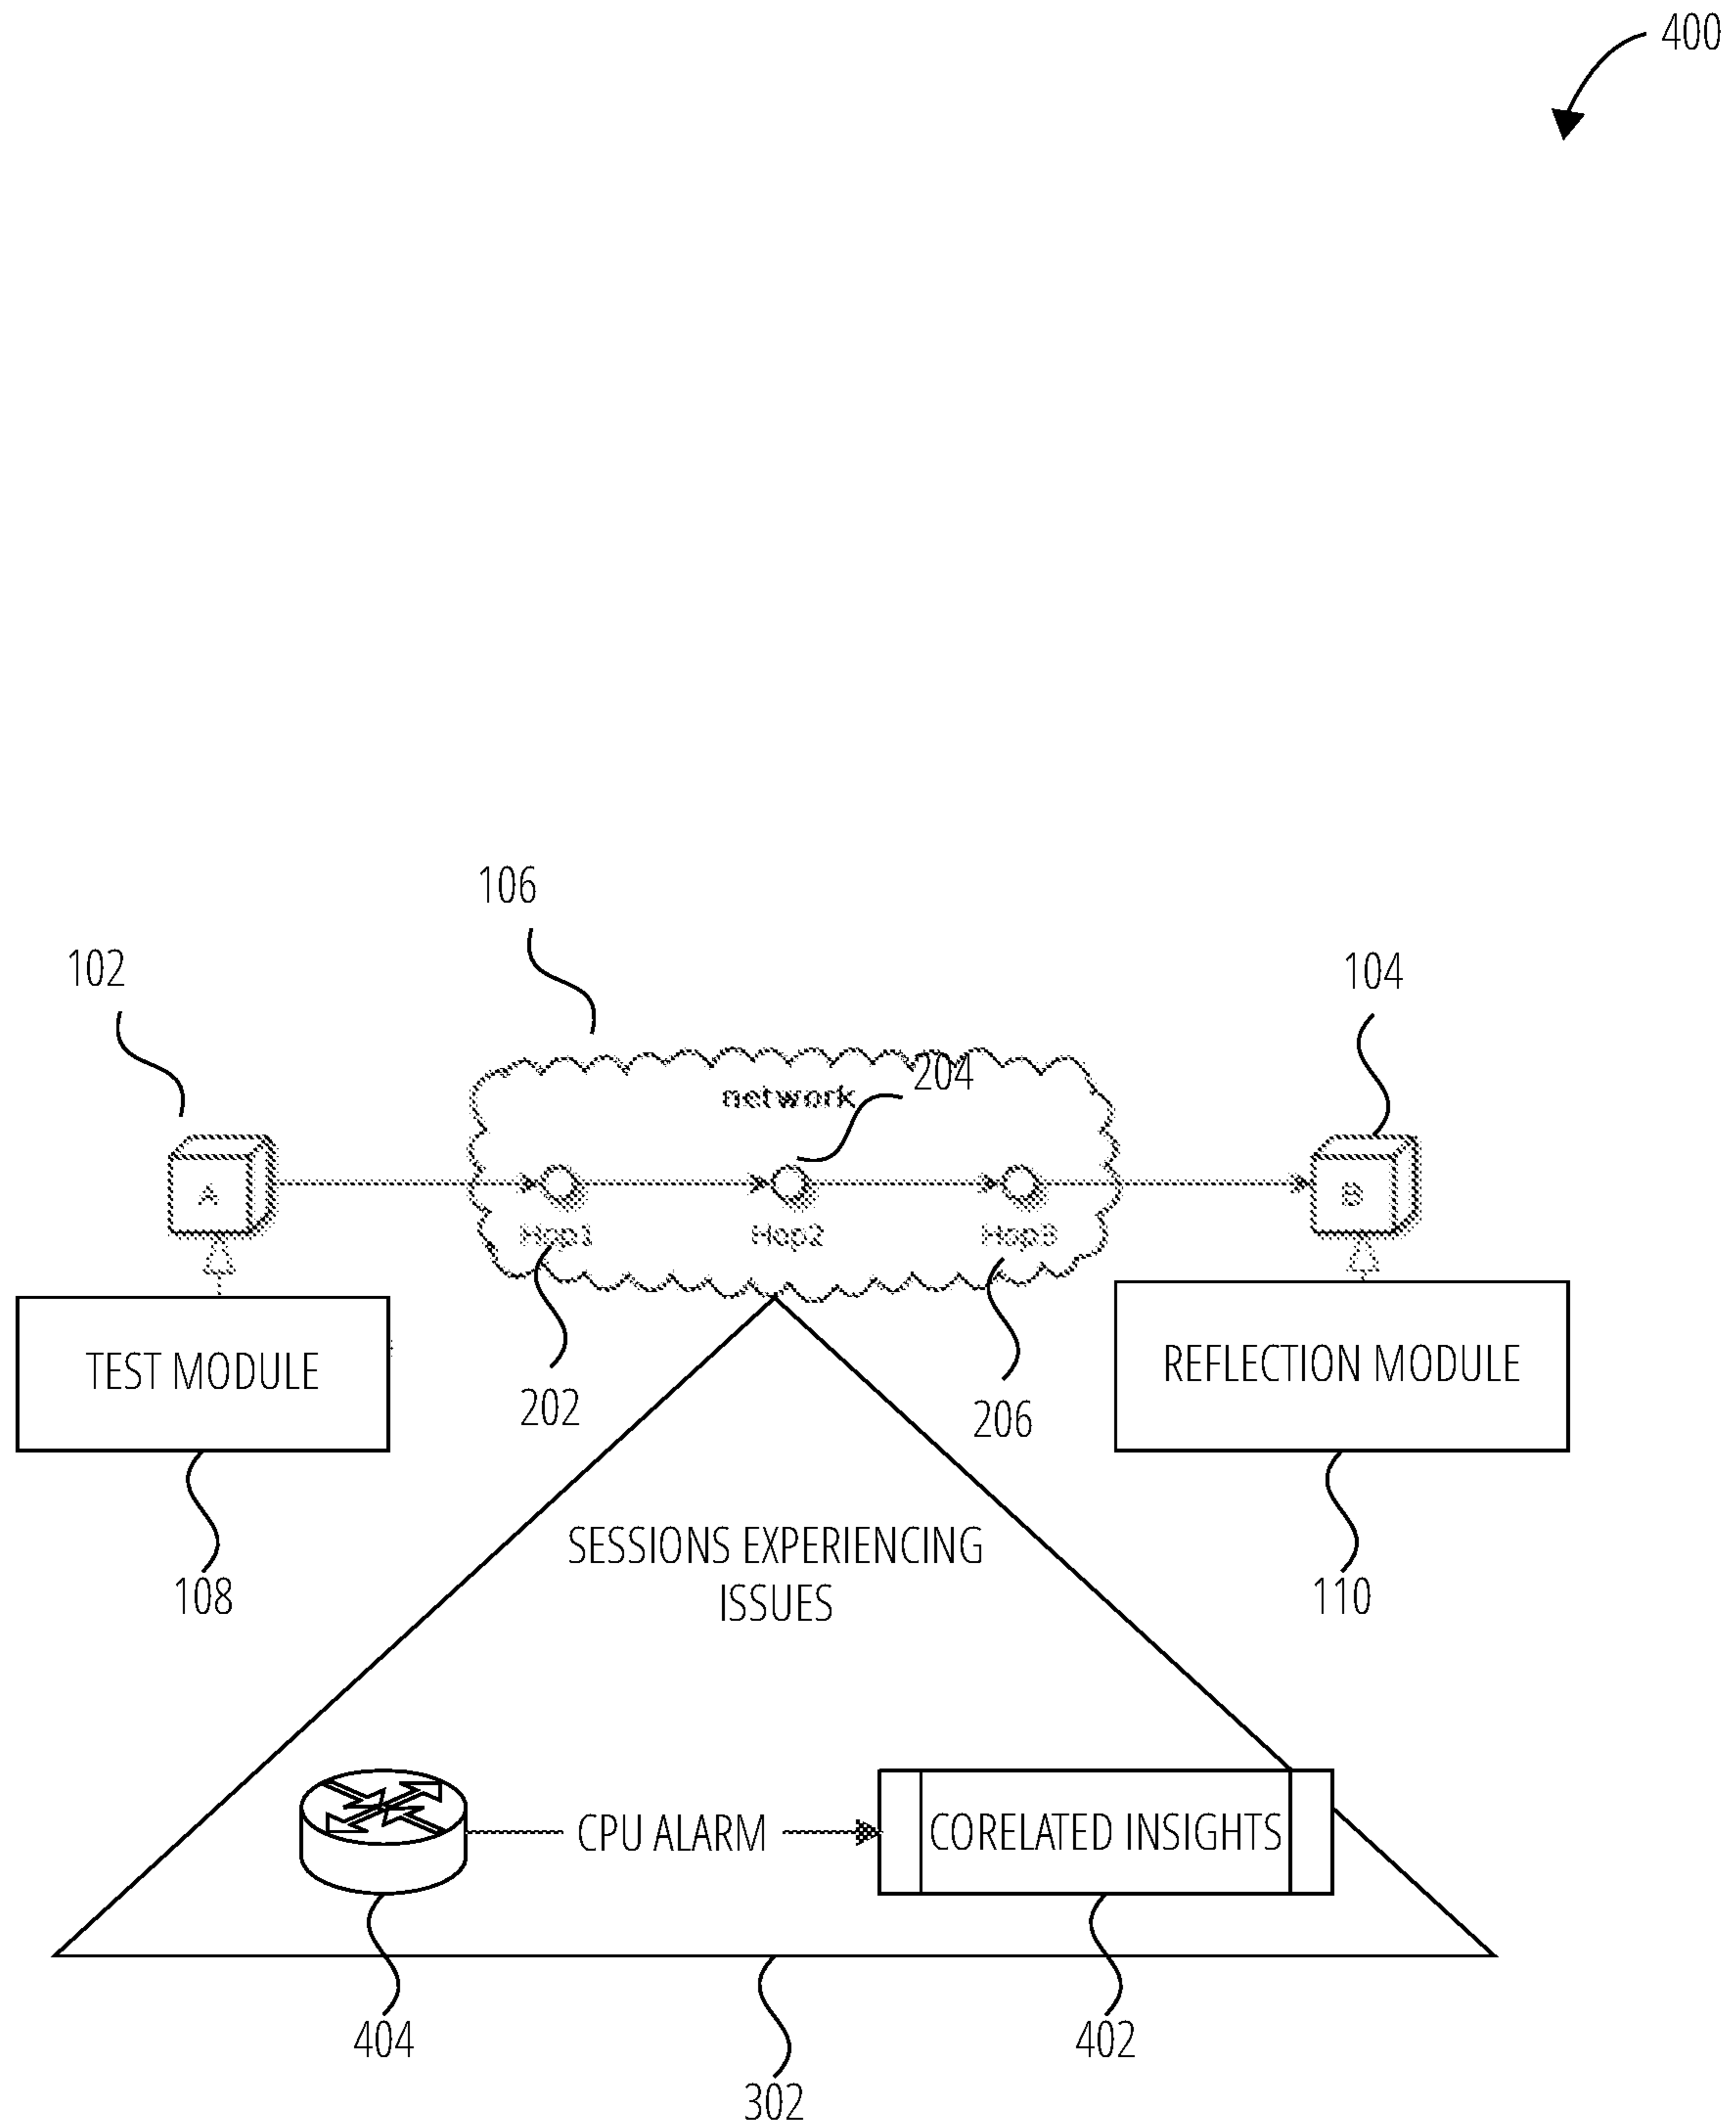 400
106
102
104
204
network
A
B
Hop1
Hop2
Hop3
TEST MODULE
REFLECTION MODULE
202
206
SESSIONS EXPERIENCING
ISSUES
108
110
CPU ALARM
CORELATED INSIGHTS
404
402
302